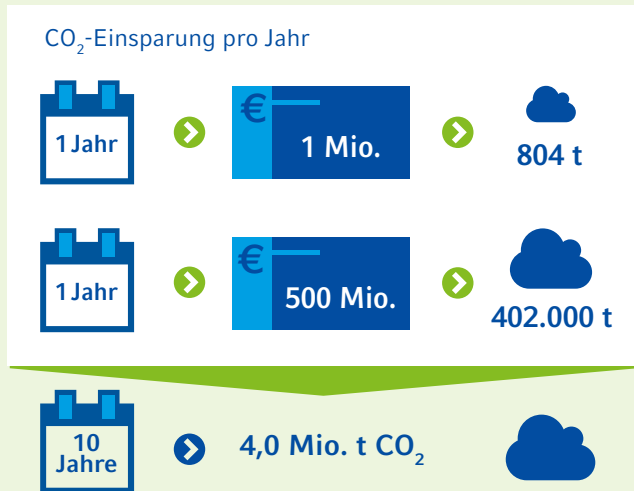 CO₂-Einsparung pro Jahr
1 Jahr
€
1 Mio.
804 t
1 Jahr
€
500 Mio.
402.000 t
10
Jahre
4,0 Mio. t CO₂